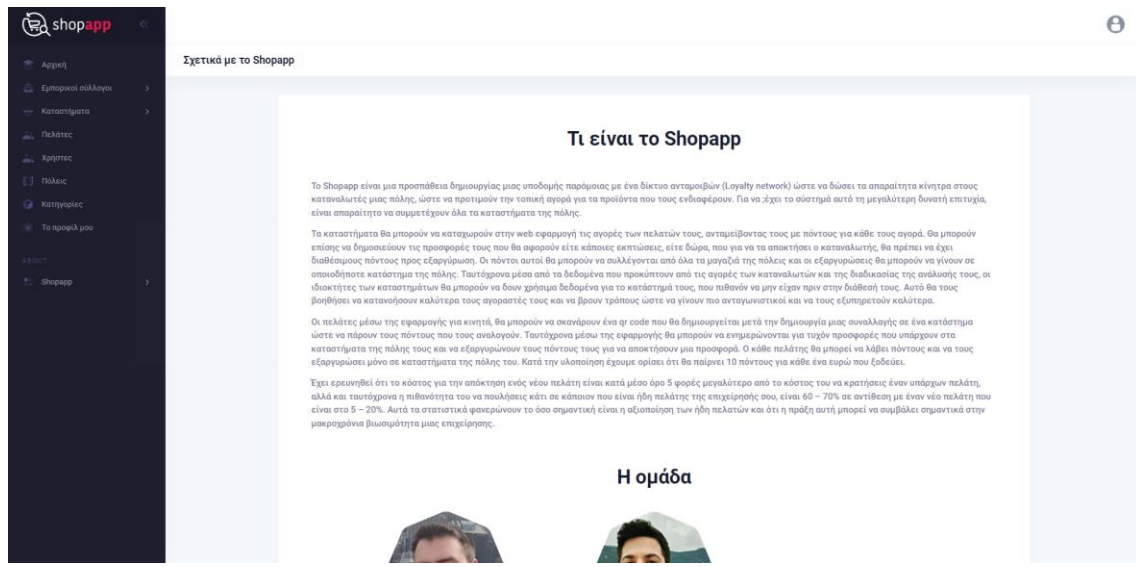 shopapp
Αρχική
Εμπορικοί σύλλογοι
Καταστήματα
Πελάτες
Χρήστες
Πόλεις
Κατηγορίες
Το προφίλ μου
ABOUT
Shopapp
Σχετικά με το Shopapp
Τι είναι το Shopapp
Το Shopapp είναι μια προσπάθεια δημιουργίας μιας υποδομής παρόμοιας με ένα δίκτυο ανταμοιβών (Loyalty network) ώστε να δώσει τα απαραίτητα κίνητρα στους
καταναλωτές μιας πόλης, ώστε να προτιμούν την τοπική αγορά για τα προϊόντα που τους ενδιαφέρουν. Για να ;έχει το σύστημά αυτό τη μεγαλύτερη δυνατή επιτυχία,
είναι απαραίτητο να συμμετέχουν όλα τα καταστήματα της πόλης.
Τα καταστήματα θα μπορούν να καταχωρούν στην web εφαρμογή τις αγορές των πελατών τους, ανταμείβοντας τους με πόντους για κάθε τους αγορά. Θα μπορούν
επίσης να δημοσιεύουν τις προσφορές τους που θα αφορούν είτε κάποιες εκπτώσεις, είτε δώρα, που για να τα αποκτήσει ο καταναλωτής, θα πρέπει να έχει
διαθέσιμους πόντους προς εξαργύρωση. Οι πόντοι αυτοί θα μπορούν να συλλέγονται από όλα τα μαγαζιά της πόλεις και οι εξαργυρώσεις θα μπορούν να γίνουν σε
οποιοδήποτε κατάστημα της πόλης. Ταυτόχρονα μέσα από τα δεδομένα που προκύπτουν από τις αγορές των καταναλωτών και της διαδικασίας της ανάλυσής τους, οι
ιδιοκτήτες των καταστημάτων θα μπορούν να δουν χρήσιμα δεδομένα για το κατάστημά τους, που πιθανόν να μην είχαν πριν στην διάθεσή τους. Αυτό θα τους
βοηθήσει να κατανοήσουν καλύτερα τους αγοραστές τους και να βρουν τρόπους ώστε να γίνουν πιο ανταγωνιστικοί και να τους εξυπηρετούν καλύτερα.
Οι πελάτες μέσω της εφαρμογής για κινητά, θα μπορούν να σκανάρουν ένα qr code που θα δημιουργείται μετά την δημιουργία μιας συναλλαγής σε ένα κατάστημα
ώστε να πάρουν τους πόντους που τους αναλογούν. Ταυτόχρονα μέσω της εφαρμογής θα μπορούν να ενημερώνονται για τυχόν προσφορές που υπάρχουν στα
καταστήματα της πόλης τους και να εξαργυρώνουν τους πόντους τους για να αποκτήσουν μια προσφορά. Ο κάθε πελάτης θα μπορεί να λάβει πόντους και να τους
εξαργυρώσει μόνο σε καταστήματα της πόλης του. Κατά την υλοποίηση έχουμε ορίσει ότι θα παίρνει 10 πόντους για κάθε ένα ευρώ που ξοδεύει.
Έχει ερευνηθεί ότι το κόστος για την απόκτηση ενός νέου πελάτη είναι κατά μέσο όρο 5 φορές μεγαλύτερο από το κόστος του να κρατήσεις έναν υπάρχων πελάτη,
αλλά και ταυτόχρονα η πιθανότητα του να πουλήσεις κάτι σε κάποιον που είναι ήδη πελάτης της επιχείρησής σου, είναι 60 – 70% σε αντίθεση με έναν νέο πελάτη που
είναι στο 5 – 20%. Αυτά τα στατιστικά φανερώνουν το όσο σημαντική είναι η αξιοποίηση των ήδη πελατών και ότι η πράξη αυτή μπορεί να συμβάλει σημαντικά στην
μακροχρόνια βιωσιμότητα μιας επιχείρησης.
Η ομάδα